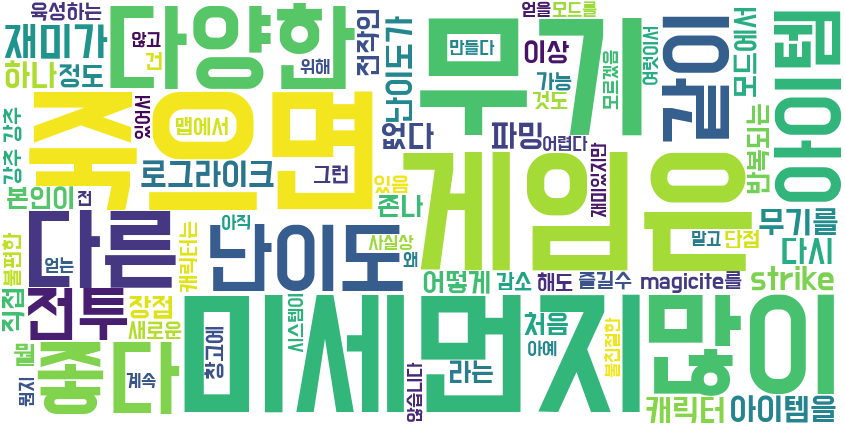 육성하는
재미가
하나
정도
않고
건
다양한
위해
전작인
난이도가
만들다
무기
이상
얻을
모드를
가능
것도
모르겠음
여럿이서
같이
모드에서
반복되는
아이템
강추
강추
죽으면
있어서
맵에서
로그라이크
그런
없다
파밍
어렵다
재미있지만
게임은
있음
존나
본인이
전
불편한
다른
얻는
캐릭터는
아직
난이도
사실상
왜
맡고
단점
무기를
다시
직접
전투
장점
새로운
어떻게
감소
해도
즐길수
magicite를
strike
좋다
뭔지
계속
창고에
시스템이
미세먼지
않습니다
라는
처음
아예
불친절한
많이
캐릭터
아이템을